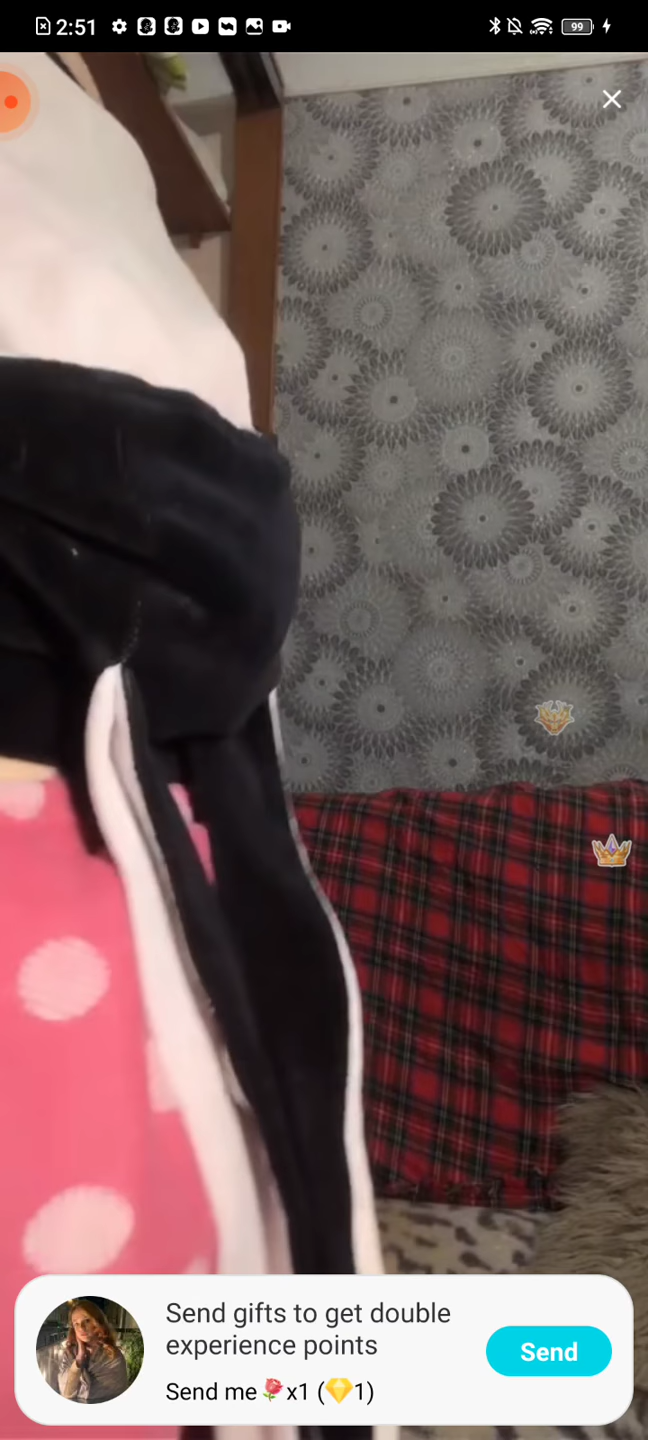 2:51
99
Send gifts to get double
experience points
Send
Send me x1 (1)